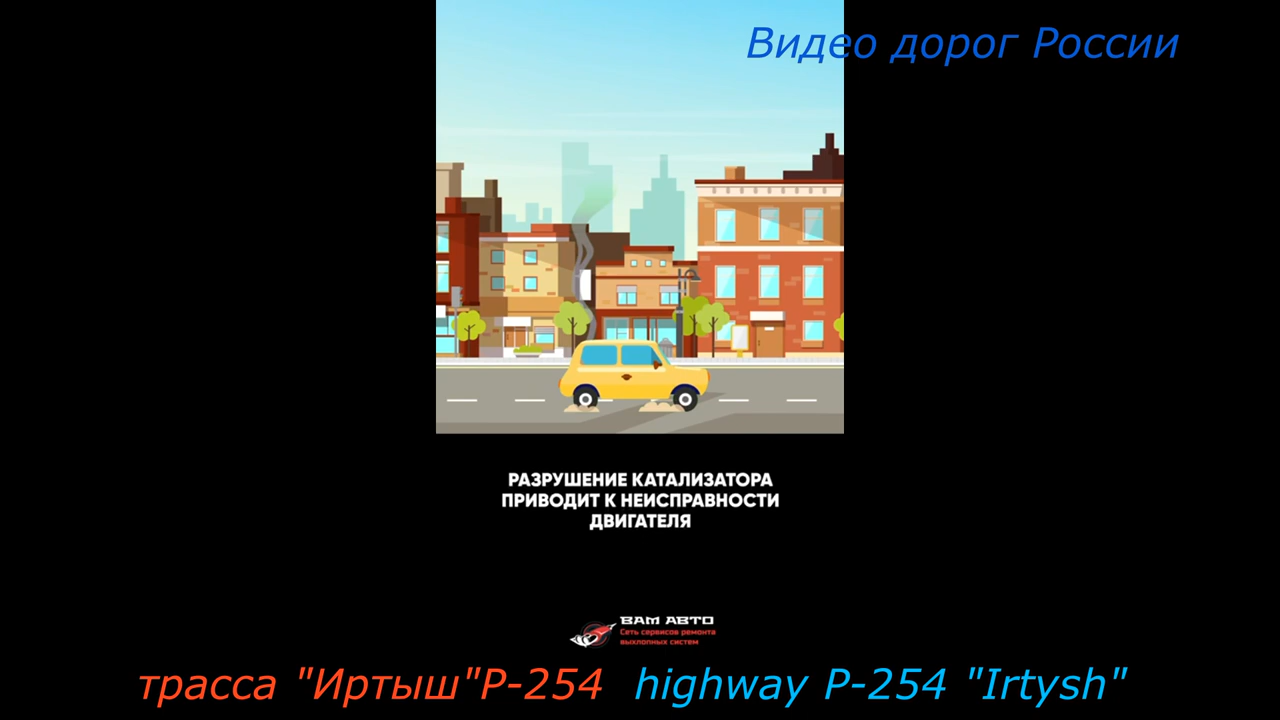 Видео дорог России
РАЗРУШЕНИЕ КАТАЛИЗАТОРА
ПРИВОДИТ К НЕИСПРАВНОСТИ
ДВИГАТЕЛЯ
ВАМ АВТО
Сеть сервисов ремонта
выхлопных систем
трасса "Иртыш"Р-254 highway P-254 "Irtysh"